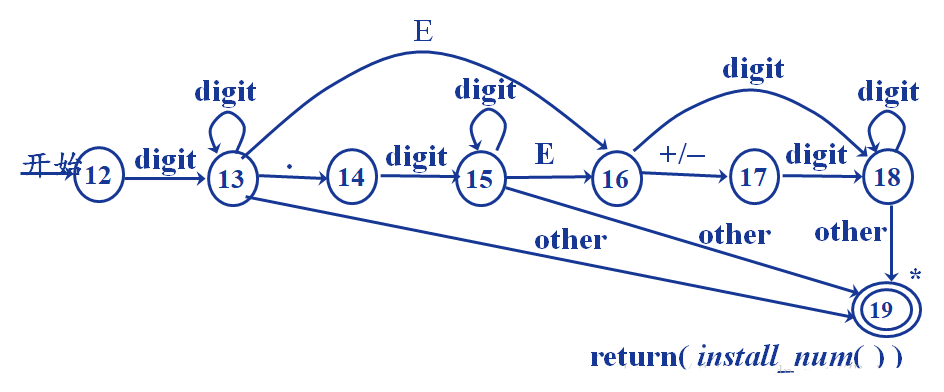 E
digit
digit digit digit
开始 digit . digit E +/– digit
12 13 14 15 16 17 18
other other other
*
19
return( install_num( ) )